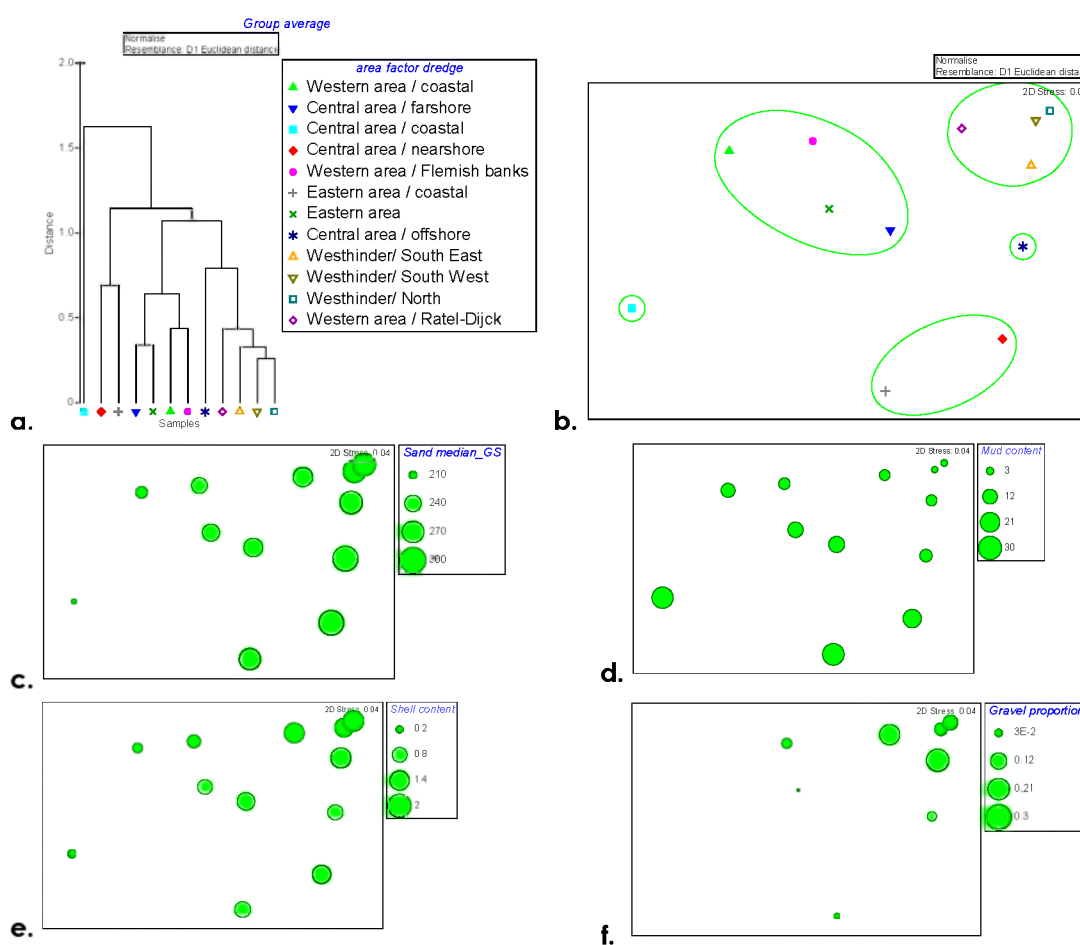 Group average
Normalise
Resemblance: D1 Euclidean distance
area factor dredge
Western area / coastal
Central area / farshore
Central area / coastal
Central area / nearshore
Western area / Flemish banks
Eastern area / coastal
Eastern area
Central area / offshore
Westhinder/ South East
Westhinder/ South West
Westhinder/ North
Western area / Ratel-Dijck
2.0
1.5
1.0
0.5
0
Distance
Samples
a.
Normalise
Resemblance: D1 Euclidean dista
2D Stress: 0.0
b.
2D Stress: 0.04
Sand median_GS
210
240
270
300
c.
2D Stress: 0.04
Mud content
3
12
21
30
d.
2D Stress: 0.04
Shell content
0.2
0.8
1.4
2
e.
2D Stress: 0.04
Gravel proportion
3E-2
0.12
0.21
0.3
f.